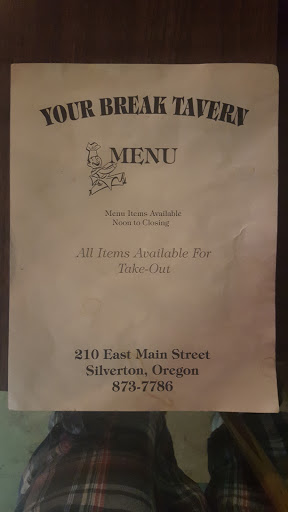 YOUR BREAK TAVERN
MENU
Menu Items Available
Noon to Closing
All Items Available For
Take-Out
210 East Main Street
Silverton, Oregon
873-7786